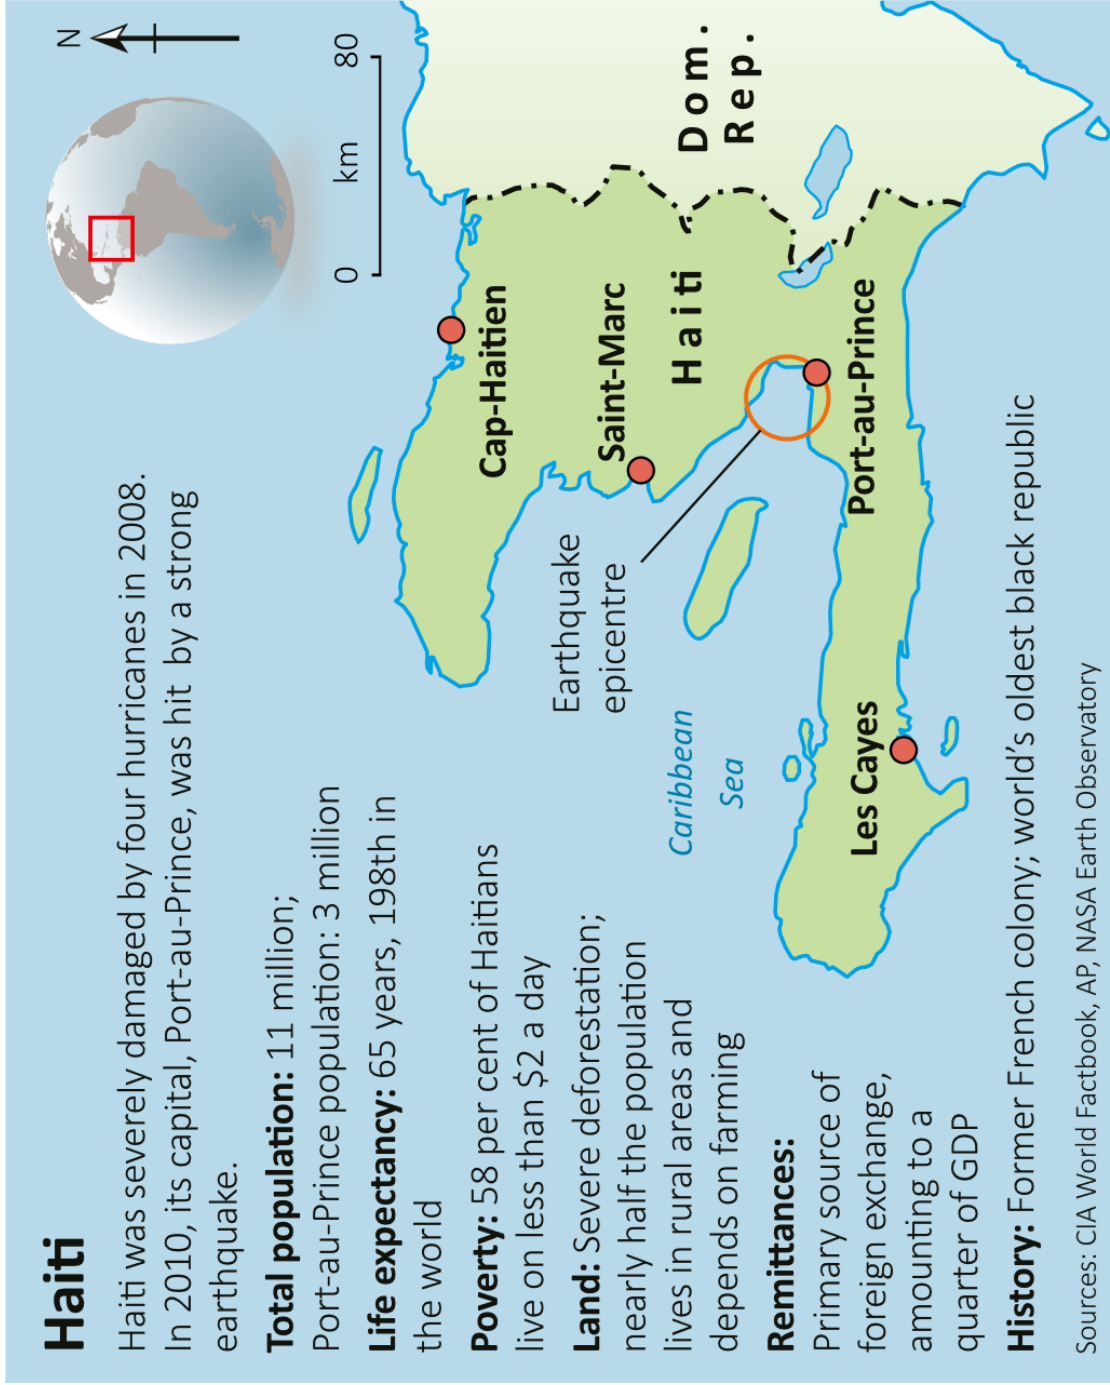 Haiti
Haiti was severely damaged by four hurricanes in 2008.
In 2010, its capital, Port-au-Prince, was hit by a strong
earthquake.
Total population: 11 million;
Port-au-Prince population: 3 million
Life expectancy: 65 years, 198th in
the world
Poverty: 58 per cent of Haitians
live on less than $2 a day
Land: Severe deforestation;
nearly half the population
lives in rural areas and
depends on farming
Remittances:
Primary source of
foreign exchange,
amounting to a
quarter of GDP
History: Former French colony; world's oldest black republic
Sources: CIA World Factbook, AP, NASA Earth Observatory
N
0 km 80
Cap-Haitien
Saint-Marc
Haiti
Dom.
Rep.
Earthquake
epicentre
Caribbean
Sea
Port-au-Prince
Les Cayes